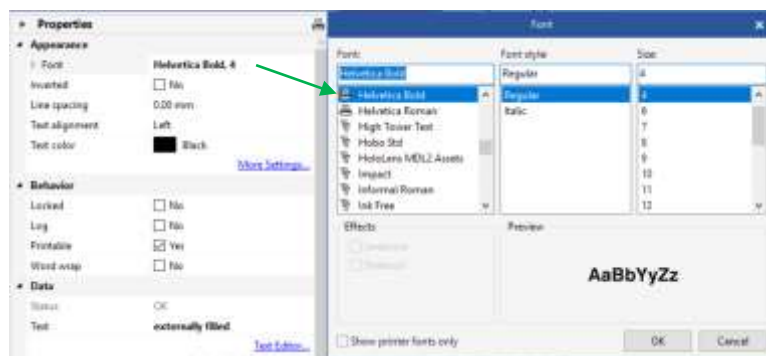 Properties
Appearance
Font Helvetica Bold, 4
Inverted No
Line spacing 0.00 mm
Text alignment Left
Text color Black
More Settings...
Behavior
Locked No
Log No
Printable Yes
Word wrap No
Data
Status OK
Text externally filled
Text Editor...
Font
Font:
Helvetica Bold
Helvetica Bold
Helvetica Roman
High Tower Text
Hobo Std
HoloLens MDL2 Assets
Impact
Informal Roman
Ink Free
Font style
Regular
Regular
Italic
Size
4
4
6
7
8
9
10
11
12
Effects
Preview
AaBbYyZz
Show printer fonts only
OK
Cancel